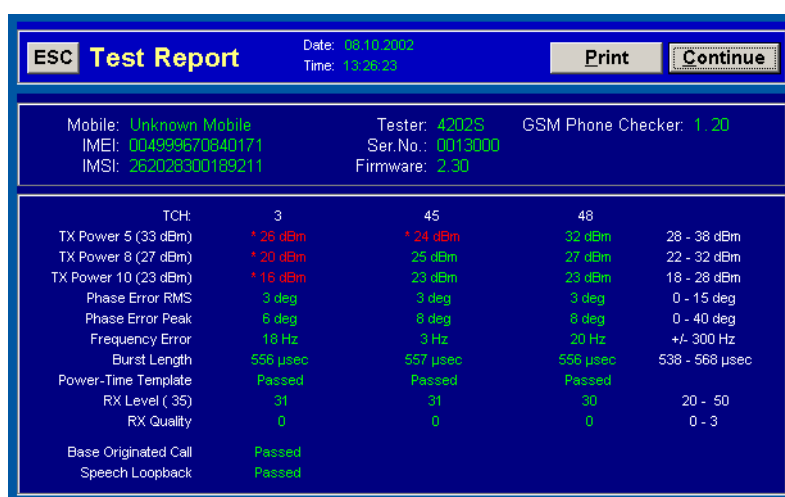 ESC Test Report Date: 08.10.2002 Print Continue
Time: 13:26:23
Mobile: Unknown Mobile Tester: 4202S GSM Phone Checker: 1.20
IMEI: 004999670840171 Ser.No.: 0013000
IMSI: 262028300189211 Firmware: 2.30
TCH: 3 45 48
TX Power 5 (33 dBm) * 26 dBm * 24 dBm 32 dBm 28 - 38 dBm
TX Power 8 (27 dBm) * 20 dBm 25 dBm 27 dBm 22 - 32 dBm
TX Power 10 (23 dBm) * 16 dBm 23 dBm 23 dBm 18 - 28 dBm
Phase Error RMS 3 deg 3 deg 3 deg 0 - 15 deg
Phase Error Peak 6 deg 8 deg 8 deg 0 - 40 deg
Frequency Error 18 Hz 3 Hz 20 Hz +/- 300 Hz
Burst Length 556 µsec 557 µsec 556 µsec 538 - 568 µsec
Power-Time Template Passed Passed Passed
RX Level ( 35) 31 31 30 20 - 50
RX Quality 0 0 0 0 - 3
Base Originated Call Passed
Speech Loopback Passed